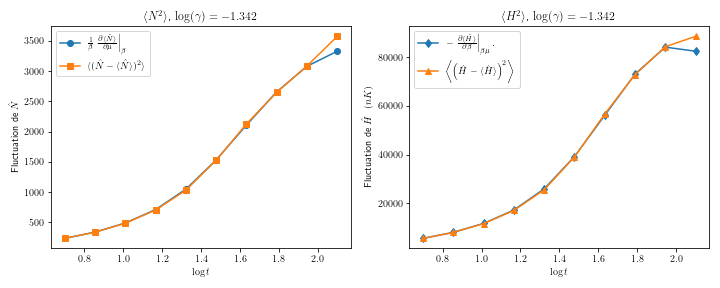 ⟨N²⟩, log(γ) = −1.342
1/β ∂⟨N̂⟩/∂μ |β
⟨(N̂ − ⟨N̂⟩)²⟩
Fluctuation de N̂
3500
3000
2500
2000
1500
1000
500
0.8 1.0 1.2 1.4 1.6 1.8 2.0
log t
⟨H²⟩, log(γ) = −1.342
− ∂⟨Ĥ⟩/∂β |βμ .
⟨(Ĥ − ⟨Ĥ⟩)²⟩
Fluctuation de Ĥ (nK)
80000
60000
40000
20000
0.8 1.0 1.2 1.4 1.6 1.8 2.0
log t